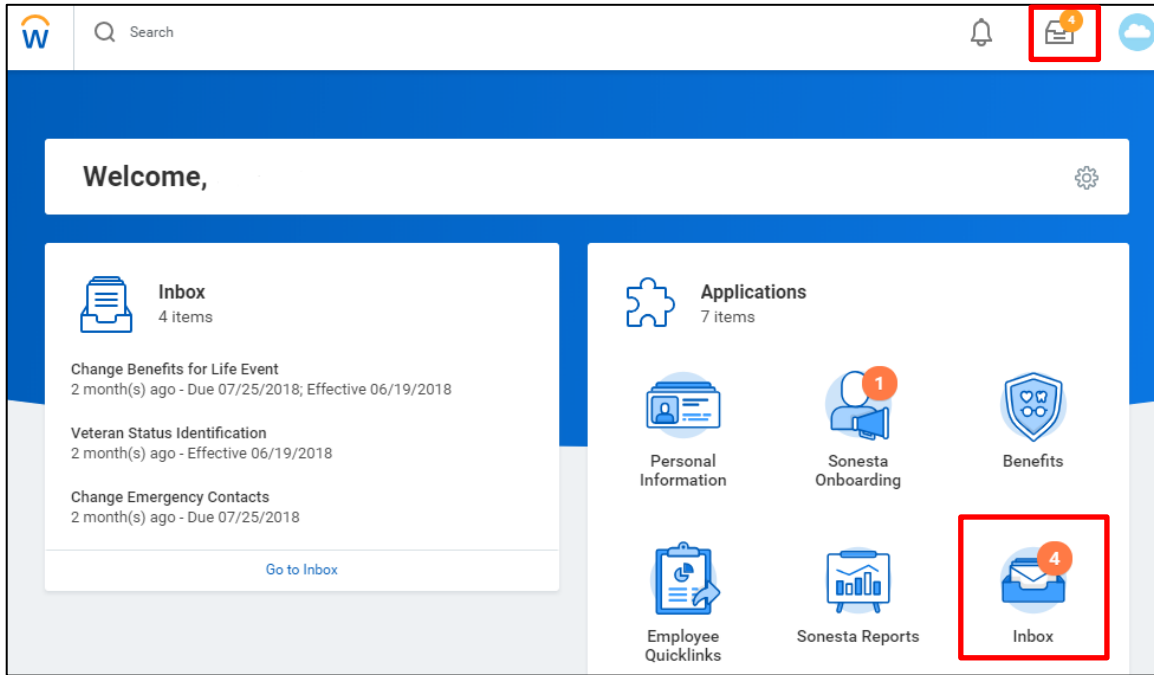 W
Search
4
Welcome,
Inbox
4 items
Change Benefits for Life Event
2 month(s) ago - Due 07/25/2018; Effective 06/19/2018
Veteran Status Identification
2 month(s) ago - Effective 06/19/2018
Change Emergency Contacts
2 month(s) ago - Due 07/25/2018
Go to Inbox
Applications
7 items
Personal
Information
1
Sonesta
Onboarding
Benefits
Employee
Quicklinks
Sonesta Reports
4
Inbox